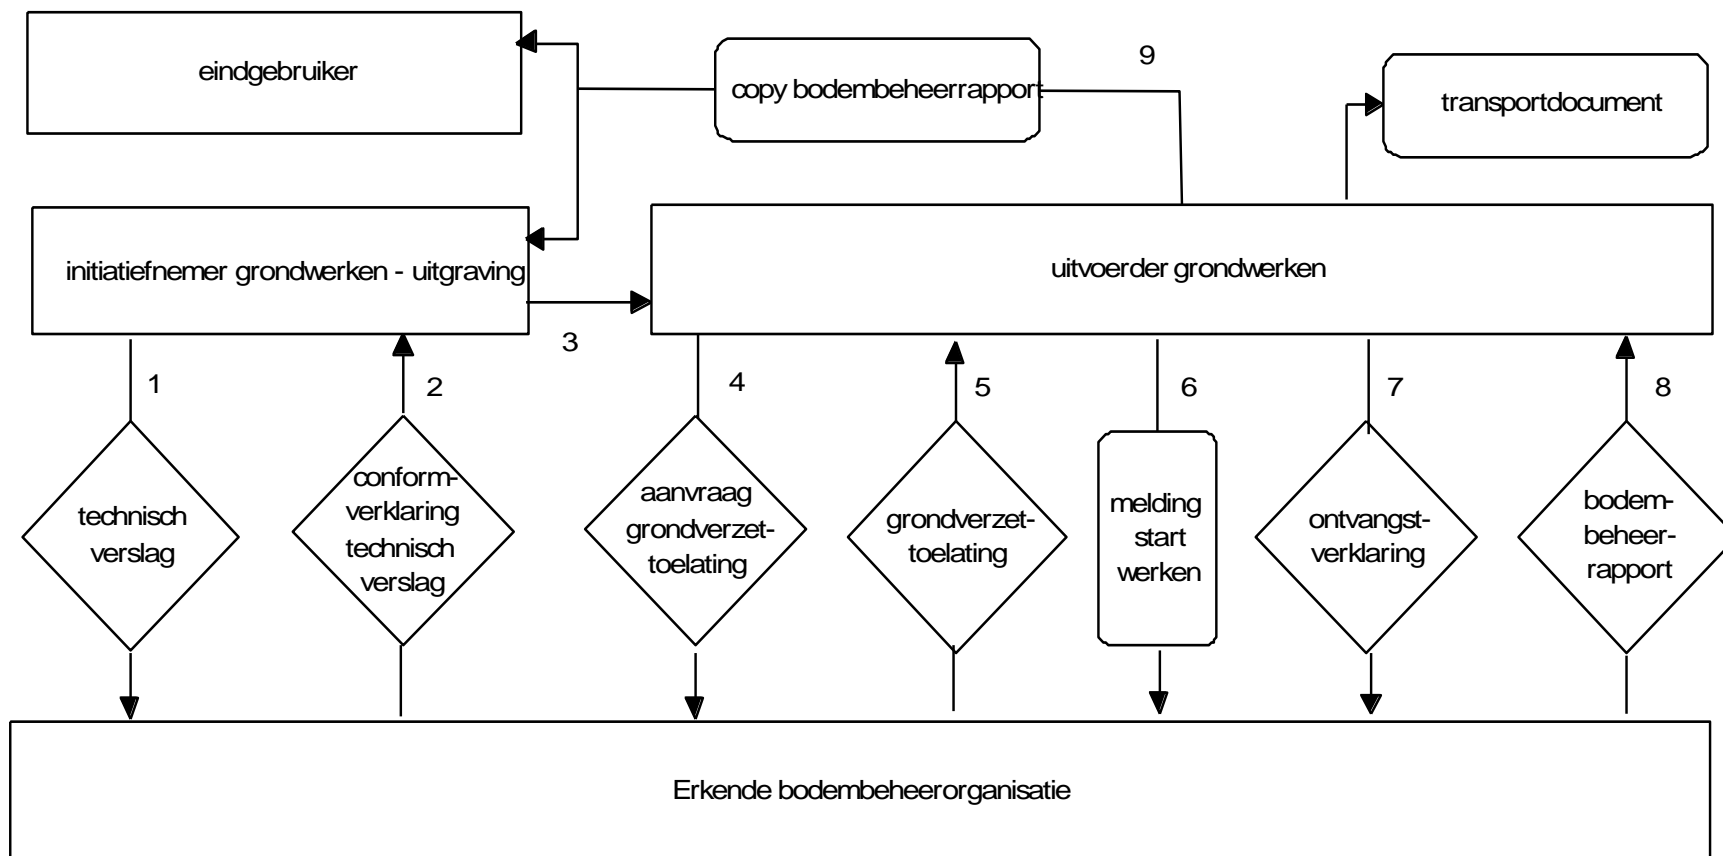 eindgebruiker
copy bodembeheerrapport
9
transportdocument
initiatiefnemer grondwerken - uitgraving
uitvoerder grondwerken
3
1
2
4
5
6
7
8
technisch
verslag
conform-
verklaring
technisch
verslag
aanvraag
grondverzet-
toelating
grondverzet-
toelating
melding
start
werken
ontvangst-
verklaring
bodem-
beheer-
rapport
Erkende bodembeheerorganisatie